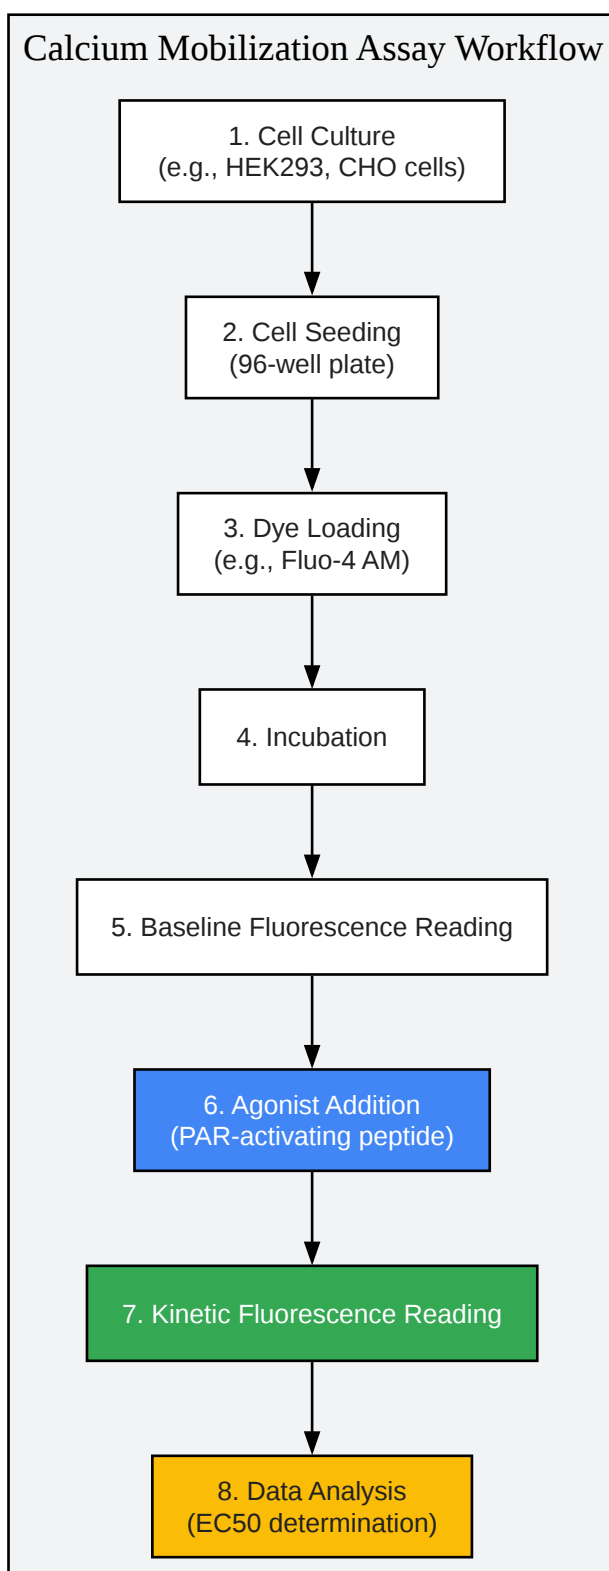 Calcium Mobilization Assay Workflow
1. Cell Culture
(e.g., HEK293, CHO cells)
2. Cell Seeding
(96-well plate)
3. Dye Loading
(e.g., Fluo-4 AM)
4. Incubation
5. Baseline Fluorescence Reading
6. Agonist Addition
(PAR-activating peptide)
7. Kinetic Fluorescence Reading
8. Data Analysis
(EC50 determination)